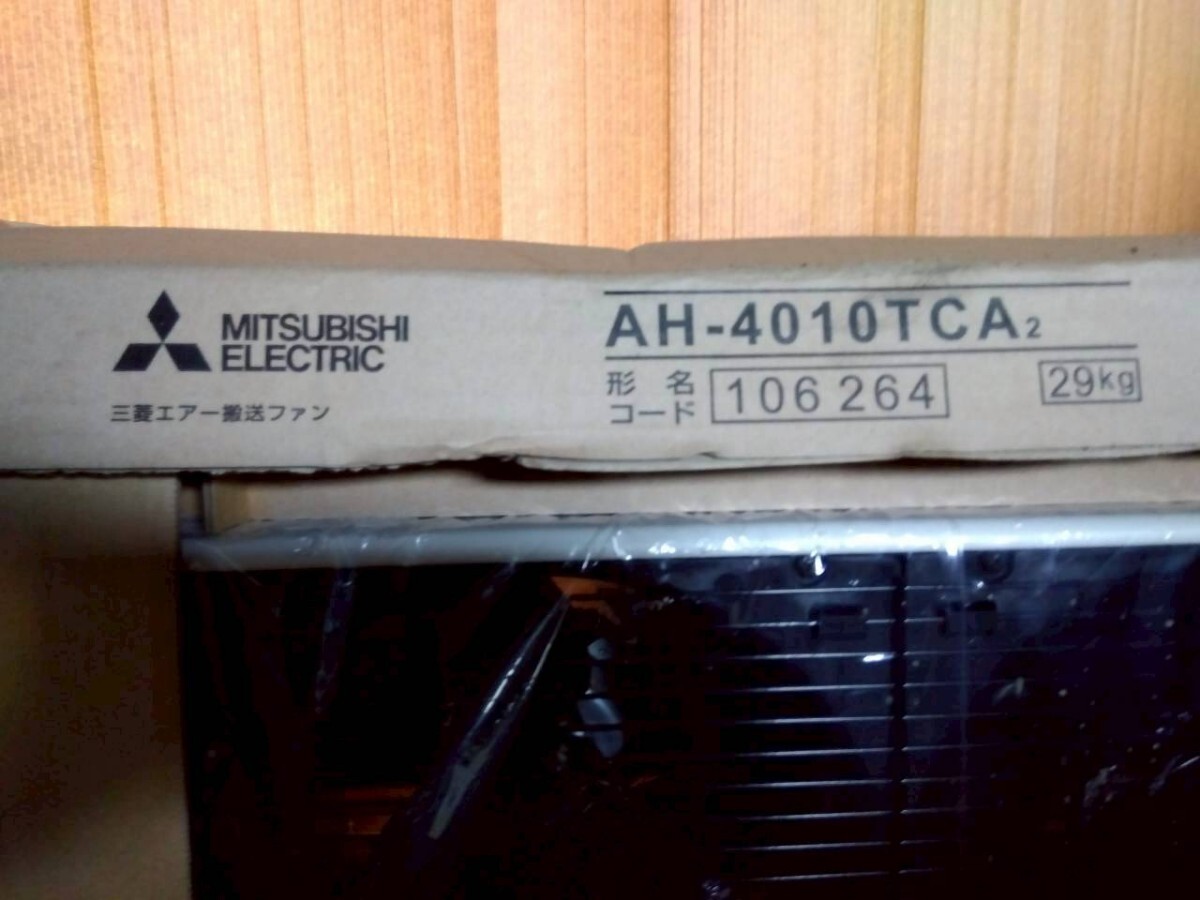 MITSUBISHI
ELECTRIC
三菱エアー搬送ファン
AH-4010TCA2
形名
コード
106 264
29kg